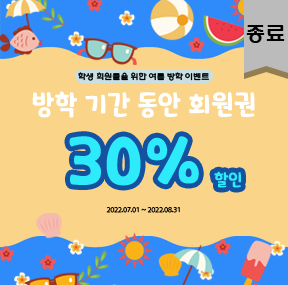 종료
학생 회원들을 위한 여름 방학 이벤트
방학 기간 동안 회원권
30% 할인
2022.07.01 ~ 2022.08.31